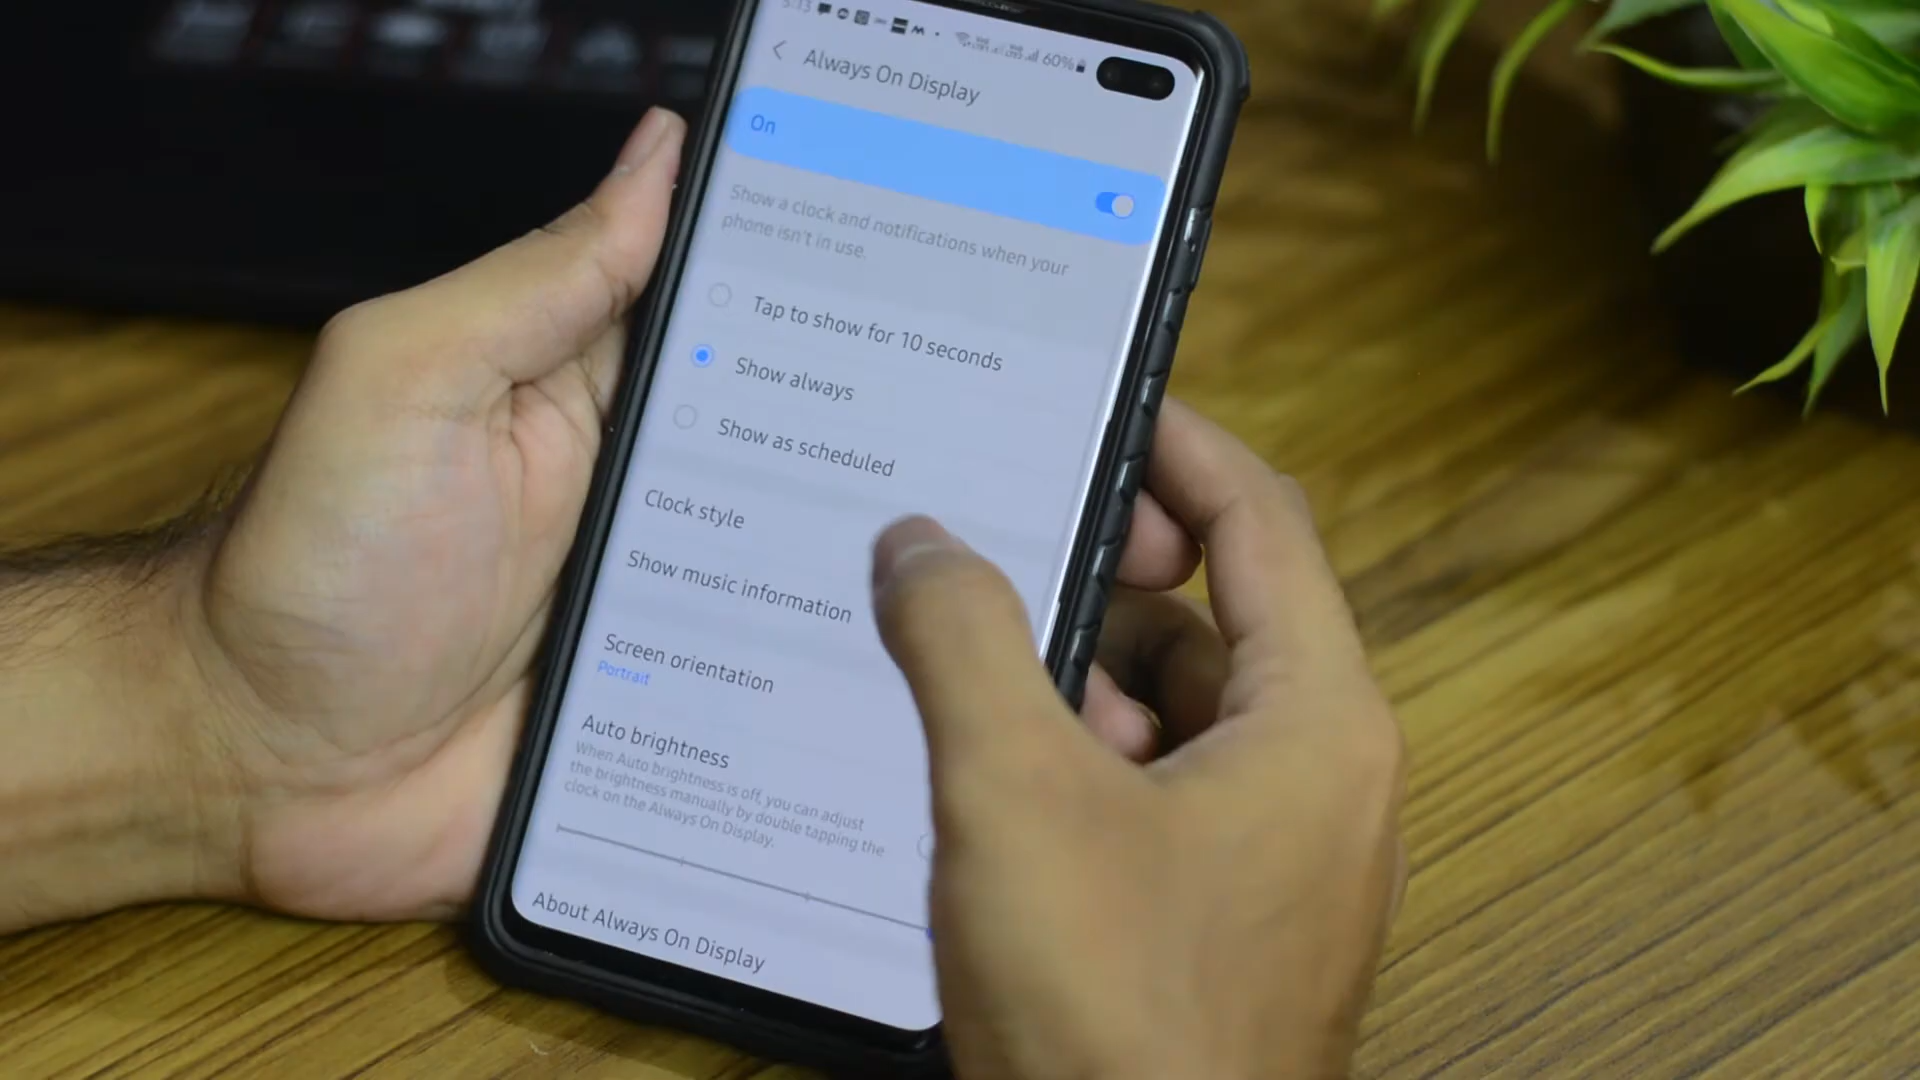 5:13
60%
Always On Display
On
Show a clock and notifications when your
phone isn't in use.
Tap to show for 10 seconds
Show always
Show as scheduled
Clock style
Show music information
Screen orientation
Portrait
Auto brightness
When Auto brightness is off, you can adjust
the brightness manually by double tapping the
clock on the Always On Display.
About Always On Display